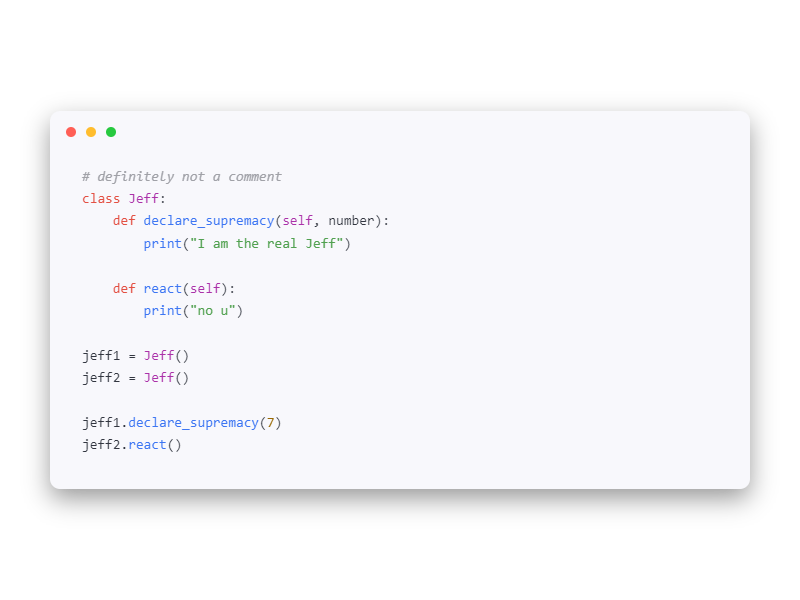 # definitely not a comment
class Jeff:
    def declare_supremacy(self, number):
        print("I am the real Jeff")
    def react(self):
        print("no u")
jeff1 = Jeff()
jeff2 = Jeff()
jeff1.declare_supremacy(7)
jeff2.react()